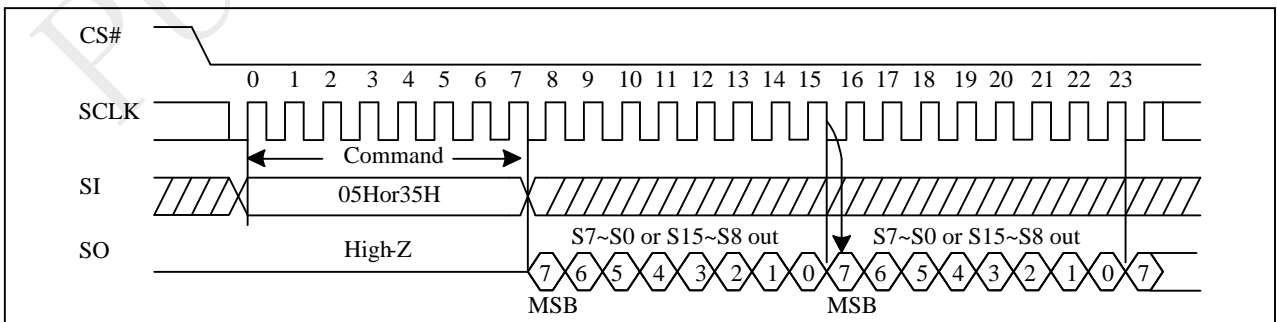 CS#
0 1 2 3 4 5 6 7 8 9 10 11 12 13 14 15 16 17 18 19 20 21 22 23
SCLK
Command
SI
05Hor35H
S7~S0 or S15~S8 out S7~S0 or S15~S8 out
SO
High-Z
7 6 5 4 3 2 1 0 7 6 5 4 3 2 1 0 7
MSB MSB